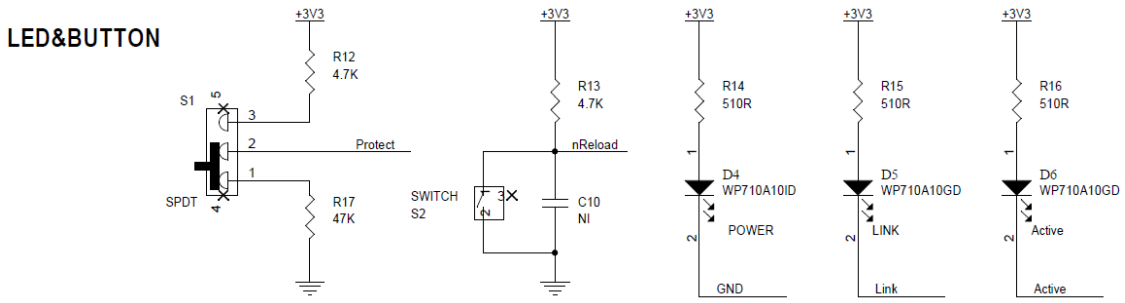 LED&BUTTON
+3V3
+3V3
+3V3
+3V3
+3V3
R12
4.7K
R13
4.7K
R14
510R
R15
510R
R16
510R
S1
5
3
2
Protect
1
4
SPDT
R17
47K
nReload
SWITCH
S2
1
2
3
C10
NI
1
D4
WP710A10ID
2
POWER
GND
1
D5
WP710A10GD
2
LINK
Link
1
D6
WP710A10GD
2
Active
Active